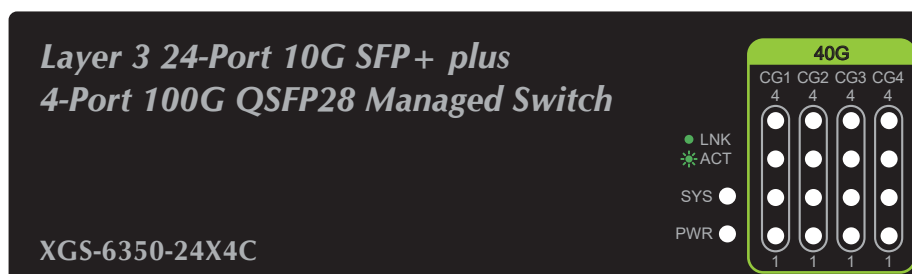 Layer 3 24-Port 10G SFP+ plus
4-Port 100G QSFP28 Managed Switch
40G
CG1 CG2 CG3 CG4
4 4 4 4
LNK
ACT
SYS
PWR
1 1 1 1
XGS-6350-24X4C